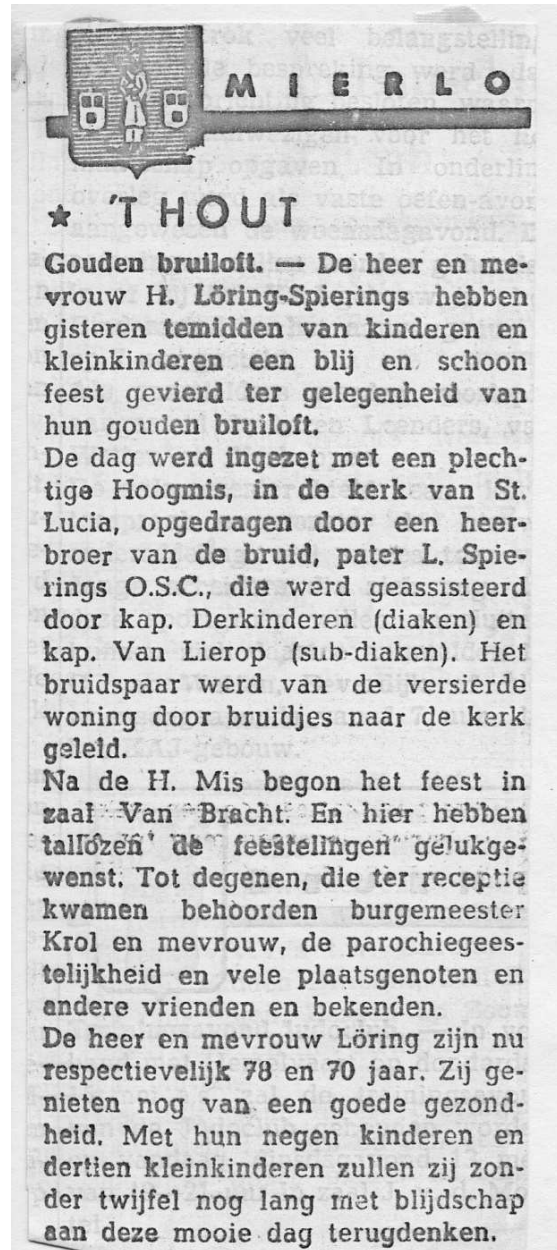 MIERLO
★ 'T HOUT
Gouden bruiloft. — De heer en me-
vrouw H. Löring-Spierings hebben
gisteren temidden van kinderen en
kleinkinderen een blij en schoon
feest gevierd ter gelegenheid van
hun gouden bruiloft.
De dag werd ingezet met een plech-
tige Hoogmis, in de kerk van St.
Lucia, opgedragen door een heer-
broer van de bruid, pater L. Spie-
rings O.S.C., die werd geassisteerd
door kap. Derkinderen (diaken) en
kap. Van Lierop (sub-diaken). Het
bruidspaar werd van de versierde
woning door bruidjes naar de kerk
geleid.
Na de H. Mis begon het feest in
zaal Van Bracht. En hier hebben
tallozen de feestelingen gelukge-
wenst. Tot degenen, die ter receptie
kwamen behoorden burgemeester
Krol en mevrouw, de parochiegees-
telijkheid en vele plaatsgenoten en
andere vrienden en bekenden.
De heer en mevrouw Löring zijn nu
respectievelijk 78 en 70 jaar. Zij ge-
nieten nog van een goede gezond-
heid. Met hun negen kinderen en
dertien kleinkinderen zullen zij zon-
der twijfel nog lang met blijdschap
aan deze mooie dag terugdenken.